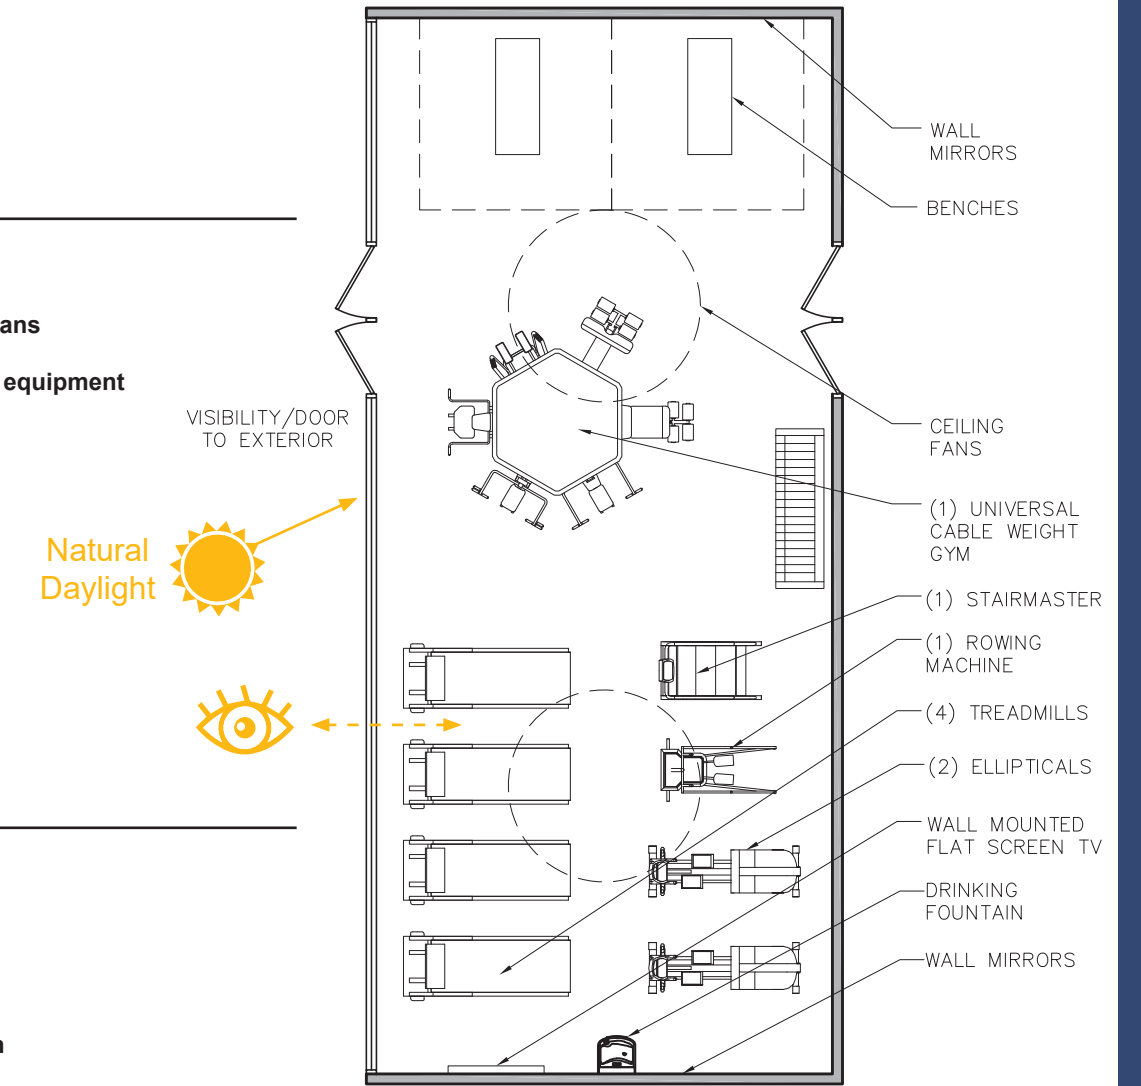 ans
equipment
VISIBILITY/DOOR
TO EXTERIOR
Natural
Daylight
WALL
MIRRORS
BENCHES
CEILING
FANS
(1) UNIVERSAL
CABLE WEIGHT
GYM
(1) STAIRMASTER
(1) ROWING
MACHINE
(4) TREADMILLS
(2) ELLIPTICALS
WALL MOUNTED
FLAT SCREEN TV
DRINKING
FOUNTAIN
WALL MIRRORS